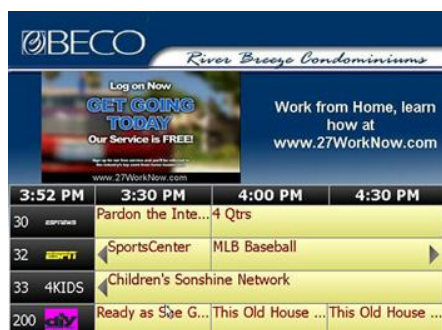 BECO
River Breeze Condominiums
Log on Now
GET GOING
TODAY
Our Service is FREE!
www.27WorkNow.com
Work from Home, learn
how at
www.27WorkNow.com
3:52 PM 3:30 PM 4:00 PM 4:30 PM
30 ESPNEWS Pardon the Inte... 4 Qtrs
32 ESPN SportsCenter MLB Baseball
33 4KIDS Children's Sonshine Network
200 diy Ready as She G... This Old House ... This Old House ...